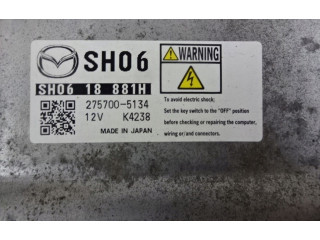 SH06
SH06 18 881H
275700-5134
12V K4238
MADE IN JAPAN
WARNING
To avoid electric shock;
Set the key switch to the "OFF" position
before checking or repairing the computer,
wiring or/and connectors.